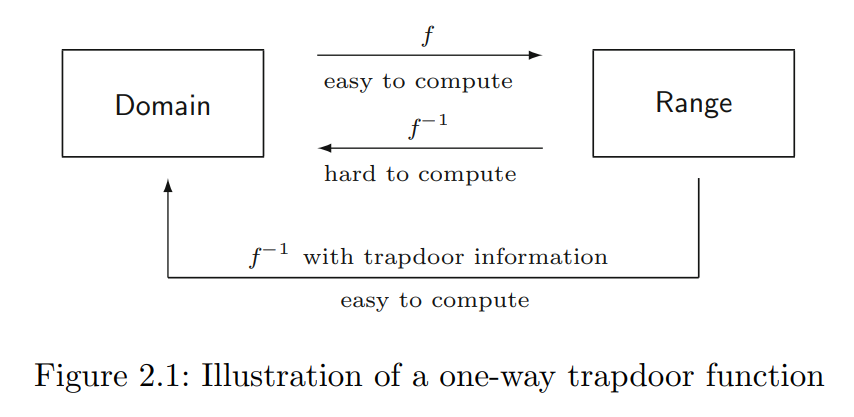 f
Domain
easy to compute
Range
f⁻¹
hard to compute
f⁻¹ with trapdoor information
easy to compute
Figure 2.1: Illustration of a one-way trapdoor function